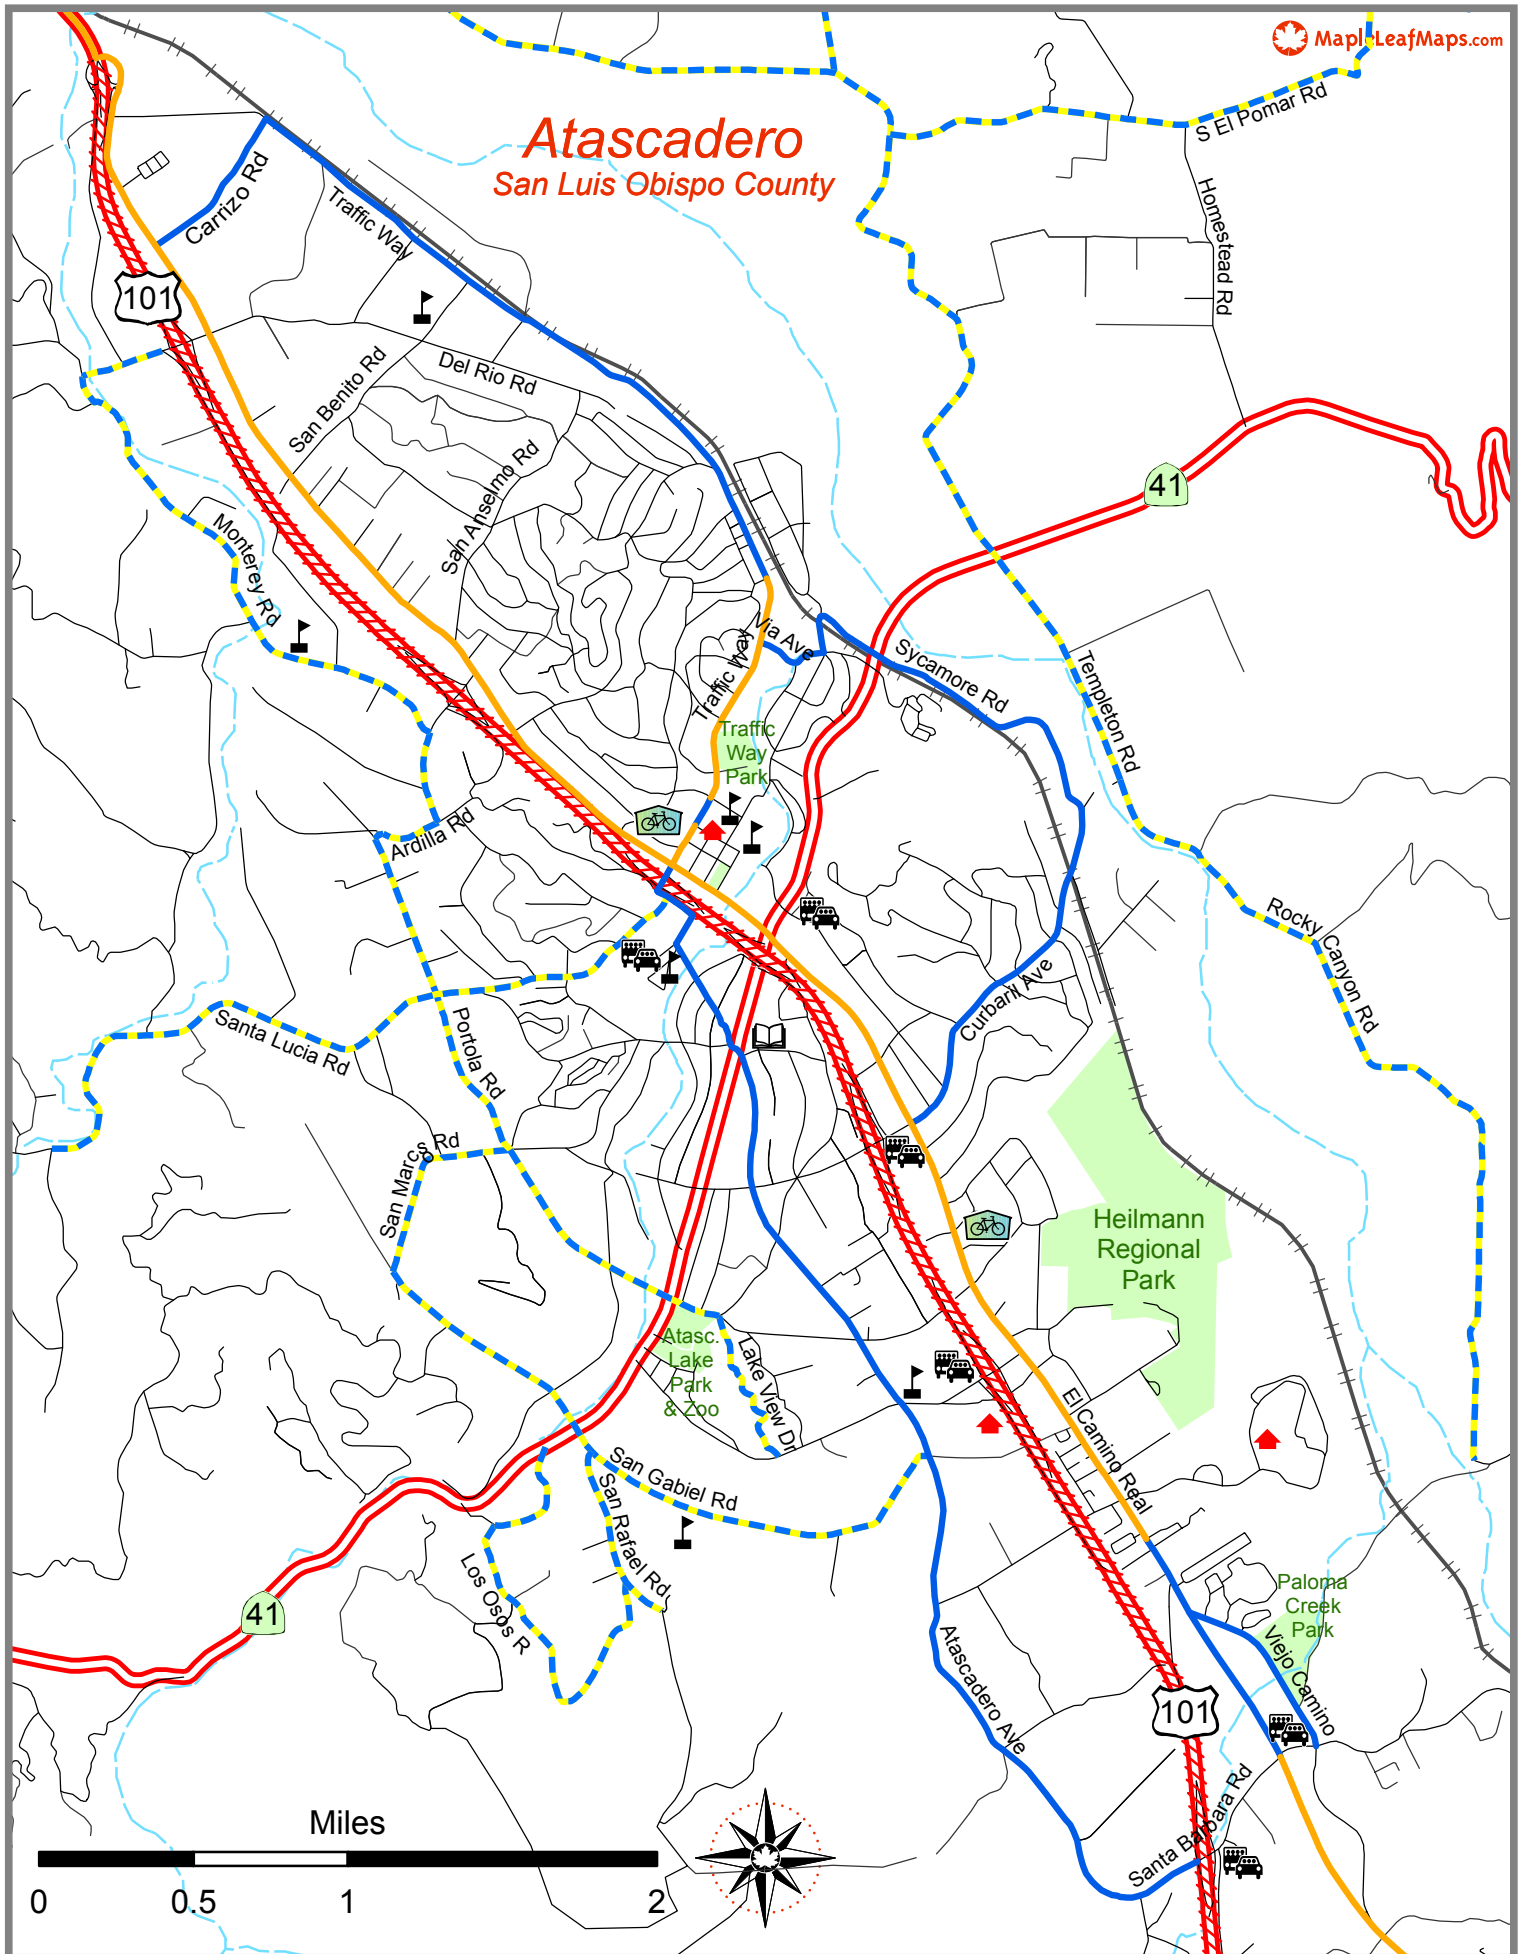 MapleLeafMaps.com
S El Pomar Rd
Atascadero
San Luis Obispo County
Carrizo Rd
Traffic Way
Homestead Rd
101
Del Rio Rd
San Benito Rd
San Anselmo Rd
41
Monterey Rd
Via Ave
Sycamore Rd
Traffic Way
Templeton Rd
Traffic
Way
Park
Ardilla Rd
Rocky Canyon Rd
Curbaril Ave
Santa Lucia Rd
Portola Rd
San Marcs Rd
Heilmann
Regional
Park
Atasc.
Lake
Park
& Zoo
Lake View Dr
El Camino Real
San Gabiel Rd
San Rafael Rd
Los Osos R
41
Paloma
Creek
Park
Viejo Camino
Atascadero Ave
101
Santa Barbara Rd
Miles
0 0.5 1 2